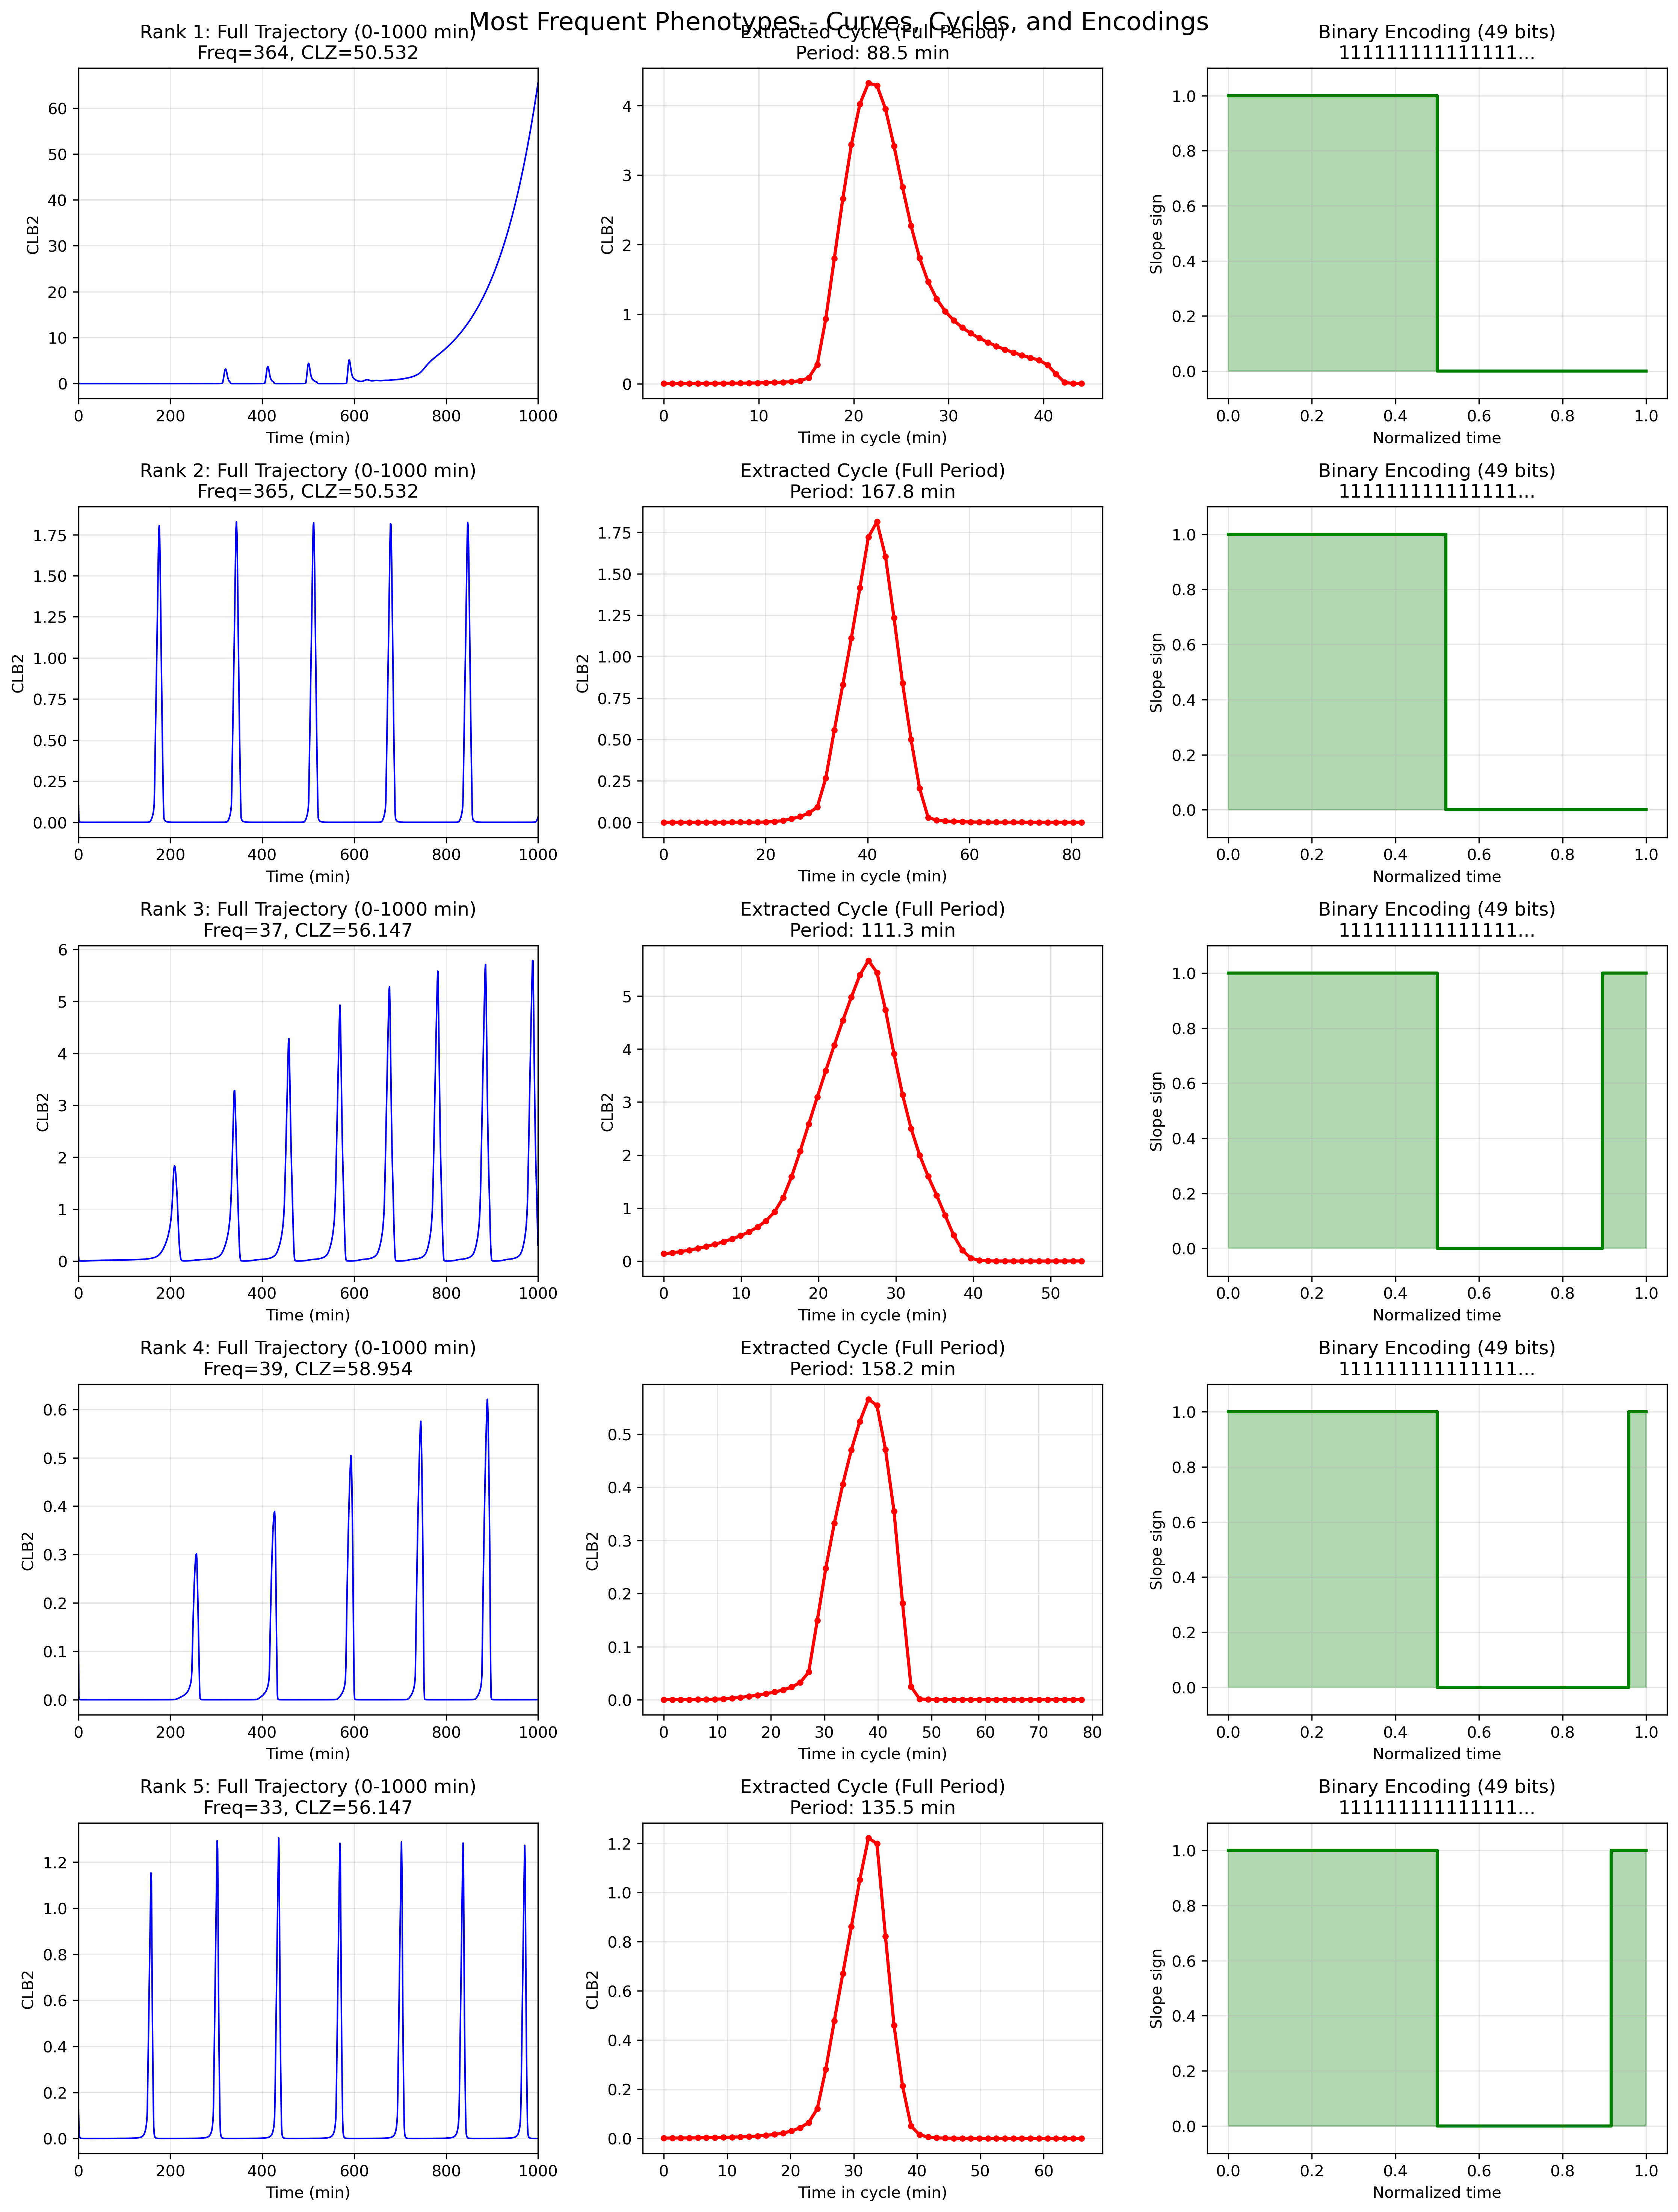 Most Frequent Phenotypes - Curves, Cycles, and Encodings
Rank 1: Full Trajectory (0-1000 min)
Freq=364, CLZ=50.532
60
50
40
30
20
10
0
CLB2
0 200 400 600 800 1000
Time (min)
Extracted Cycle (Full Period)
Period: 88.5 min
4
3
2
1
0
CLB2
0 10 20 30 40
Time in cycle (min)
Binary Encoding (49 bits)
111111111111111...
1.0
0.8
0.6
0.4
0.2
0.0
Slope sign
0.0 0.2 0.4 0.6 0.8 1.0
Normalized time
Rank 2: Full Trajectory (0-1000 min)
Freq=365, CLZ=50.532
1.75
1.50
1.25
1.00
0.75
0.50
0.25
0.00
CLB2
0 200 400 600 800 1000
Time (min)
Extracted Cycle (Full Period)
Period: 167.8 min
1.75
1.50
1.25
1.00
0.75
0.50
0.25
0.00
CLB2
0 20 40 60 80
Time in cycle (min)
Binary Encoding (49 bits)
111111111111111...
1.0
0.8
0.6
0.4
0.2
0.0
Slope sign
0.0 0.2 0.4 0.6 0.8 1.0
Normalized time
Rank 3: Full Trajectory (0-1000 min)
Freq=37, CLZ=56.147
6
5
4
3
2
1
0
CLB2
0 200 400 600 800 1000
Time (min)
Extracted Cycle (Full Period)
Period: 111.3 min
5
4
3
2
1
0
CLB2
0 10 20 30 40 50
Time in cycle (min)
Binary Encoding (49 bits)
111111111111111...
1.0
0.8
0.6
0.4
0.2
0.0
Slope sign
0.0 0.2 0.4 0.6 0.8 1.0
Normalized time
Rank 4: Full Trajectory (0-1000 min)
Freq=39, CLZ=58.954
0.6
0.5
0.4
0.3
0.2
0.1
0.0
CLB2
0 200 400 600 800 1000
Time (min)
Extracted Cycle (Full Period)
Period: 158.2 min
0.5
0.4
0.3
0.2
0.1
0.0
CLB2
0 10 20 30 40 50 60 70 80
Time in cycle (min)
Binary Encoding (49 bits)
111111111111111...
1.0
0.8
0.6
0.4
0.2
0.0
Slope sign
0.0 0.2 0.4 0.6 0.8 1.0
Normalized time
Rank 5: Full Trajectory (0-1000 min)
Freq=33, CLZ=56.147
1.2
1.0
0.8
0.6
0.4
0.2
0.0
CLB2
0 200 400 600 800 1000
Time (min)
Extracted Cycle (Full Period)
Period: 135.5 min
1.2
1.0
0.8
0.6
0.4
0.2
0.0
CLB2
0 10 20 30 40 50 60
Time in cycle (min)
Binary Encoding (49 bits)
111111111111111...
1.0
0.8
0.6
0.4
0.2
0.0
Slope sign
0.0 0.2 0.4 0.6 0.8 1.0
Normalized time